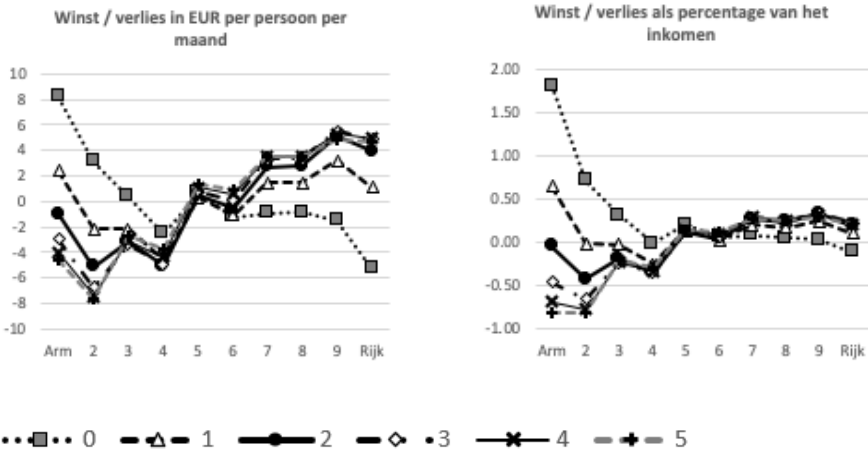 Winst / verlies in EUR per persoon per
maand
10
8
6
4
2
0
-2
-4
-6
-8
-10
Arm 2 3 4 5 6 7 8 9 Rijk
Winst / verlies als percentage van het
inkomen
2.00
1.50
1.00
0.50
0.00
-0.50
-1.00
Arm 2 3 4 5 6 7 8 9 Rijk
0 1 2 3 4 5